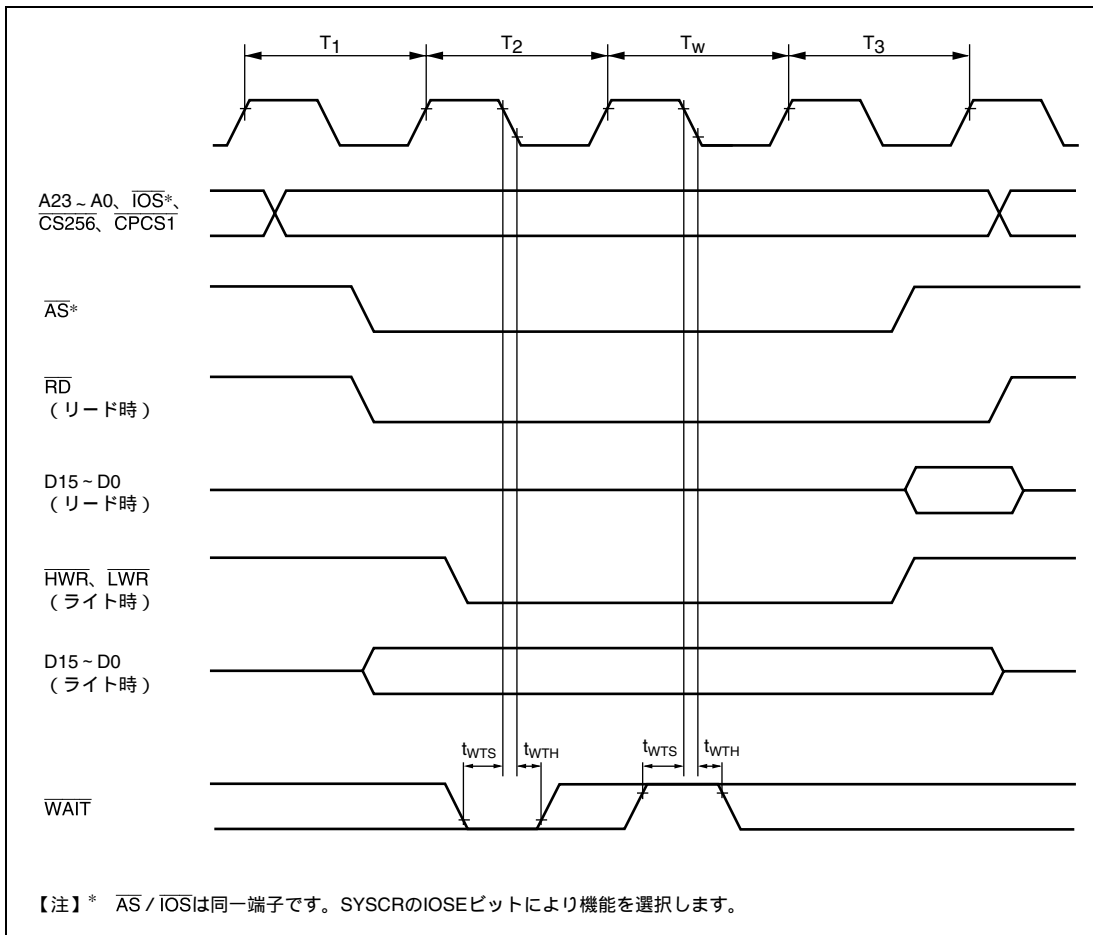 T1 T2 Tw T3
A23~A0、IOS*、
CS256、CPCS1
AS*
RD
(リード時)
D15~D0
(リード時)
HWR、LWR
(ライト時)
D15~D0
(ライト時)
tWTS tWTH tWTS tWTH
WAIT
【注】* AS / IOSは同一端子です。SYSCRのIOSEビットにより機能を選択します。